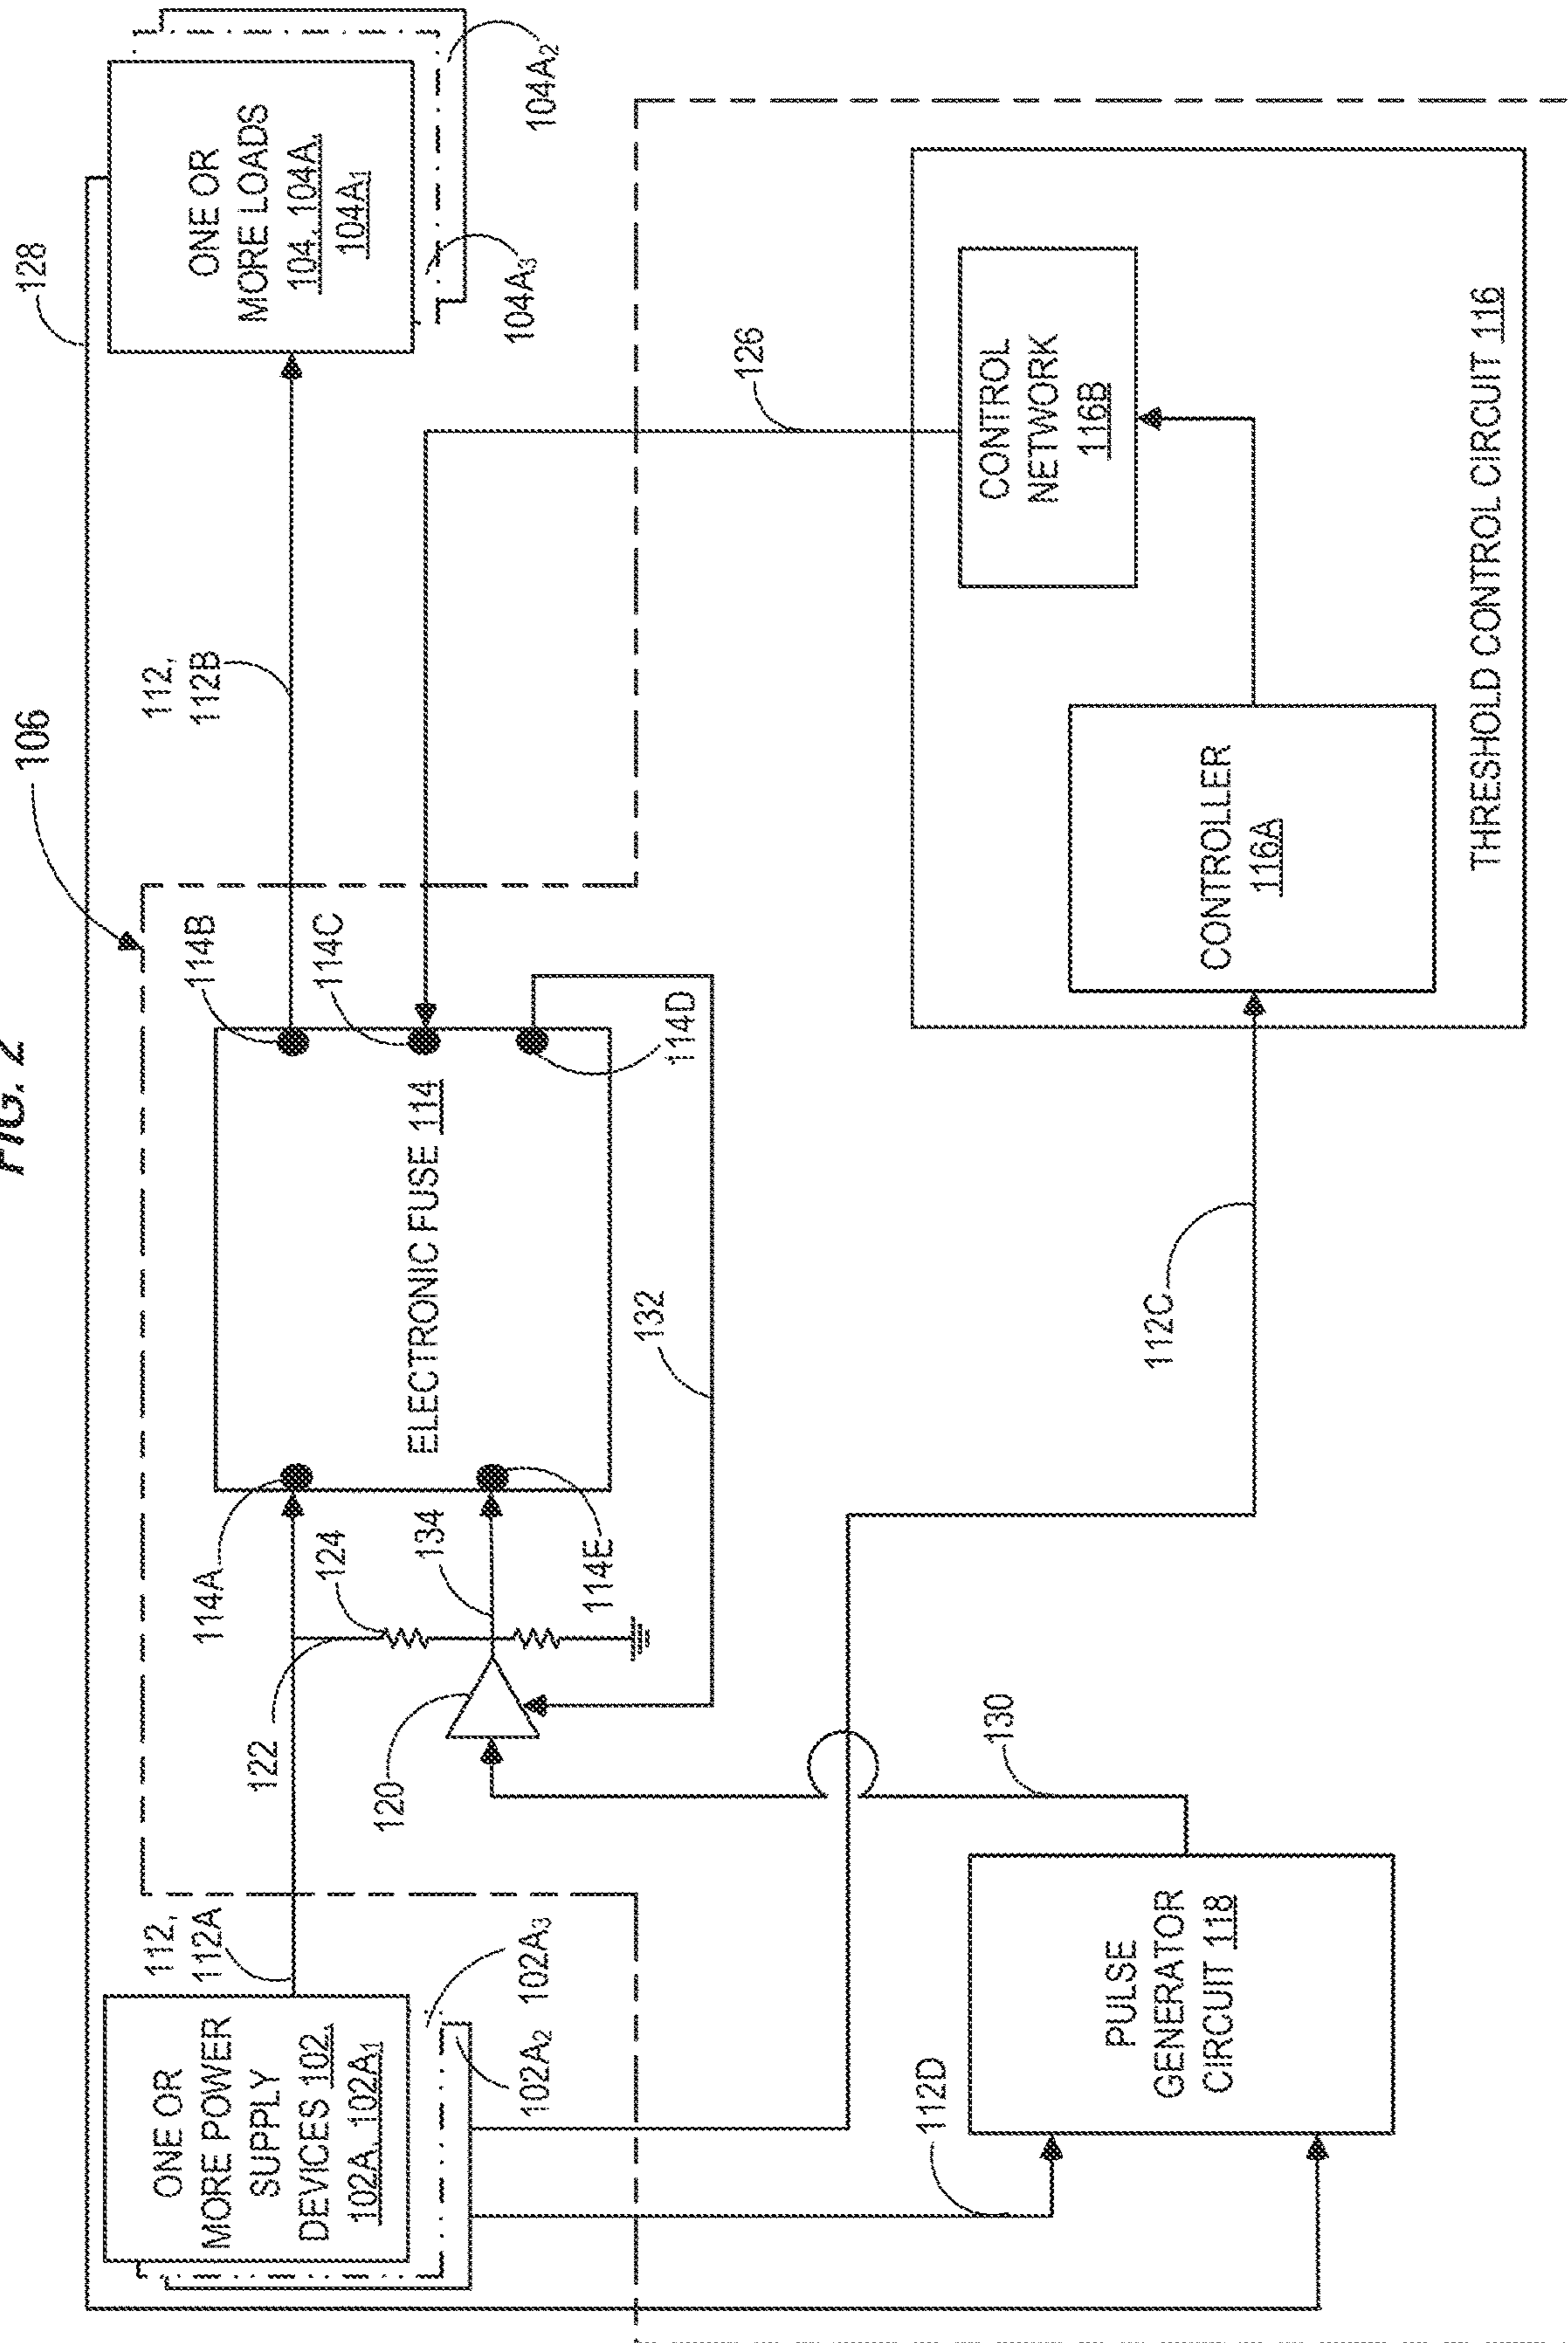 FIG. 2
106
128
ONE OR
MORE POWER
SUPPLY
DEVICES 102,
102A, 102A₁
102A₂
102A₃
112,
112A
122
124
120
134
114A
114E
ELECTRONIC FUSE 114
114B
114C
114D
132
112,
112B
ONE OR
MORE LOADS
104, 104A,
104A₁
104A₃
104A₂
126
112D
130
112C
PULSE
GENERATOR
CIRCUIT 118
CONTROLLER
116A
CONTROL
NETWORK
116B
THRESHOLD CONTROL CIRCUIT 116